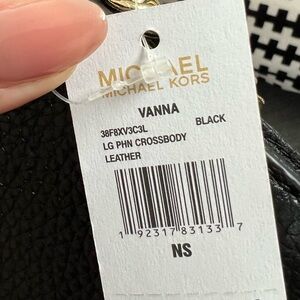 MICHAEL
MICHAEL KORS
VANNA
38F8XV3C3L BLACK
LG PHN CROSSBODY
LEATHER
1 92317 83133 7
NS